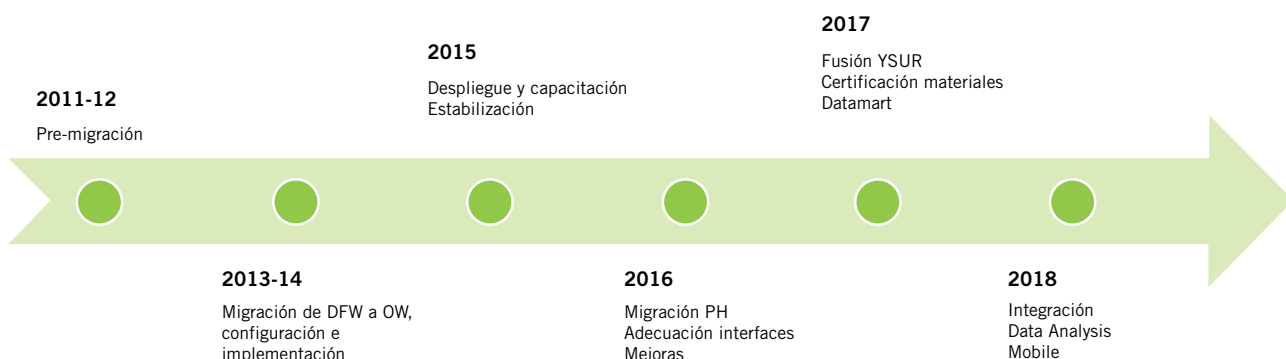 2011-12
Pre-migración
2013-14
Migración de DFW a OW,
configuración e
implementación
2015
Despliegue y capacitación
Estabilización
2016
Migración PH
Adecuación interfaces
Mejoras
2017
Fusión YSUR
Certificación materiales
Datamart
2018
Integración
Data Analysis
Mobile